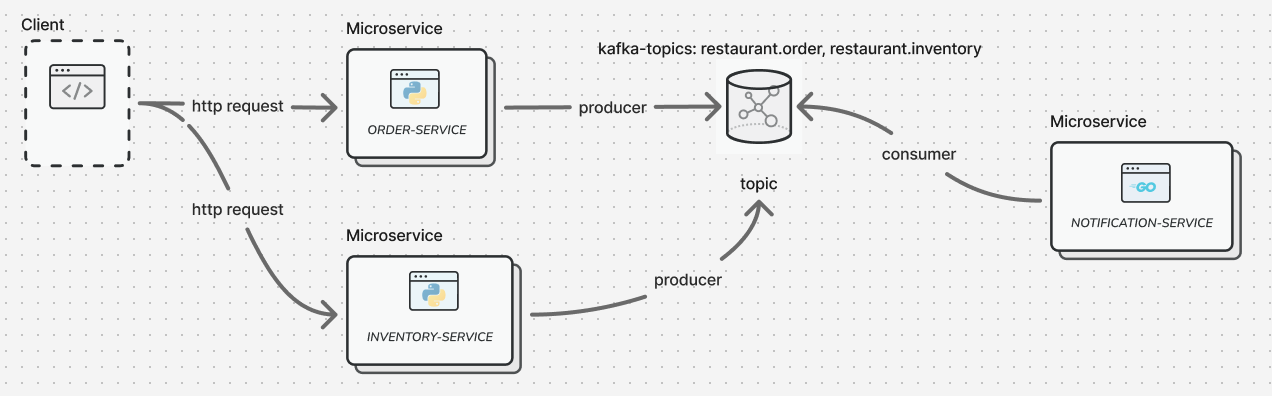 Client
</>
http request
http request
Microservice
ORDER-SERVICE
producer
Microservice
INVENTORY-SERVICE
producer
kafka-topics: restaurant.order, restaurant.inventory
topic
consumer
Microservice
GO
NOTIFICATION-SERVICE